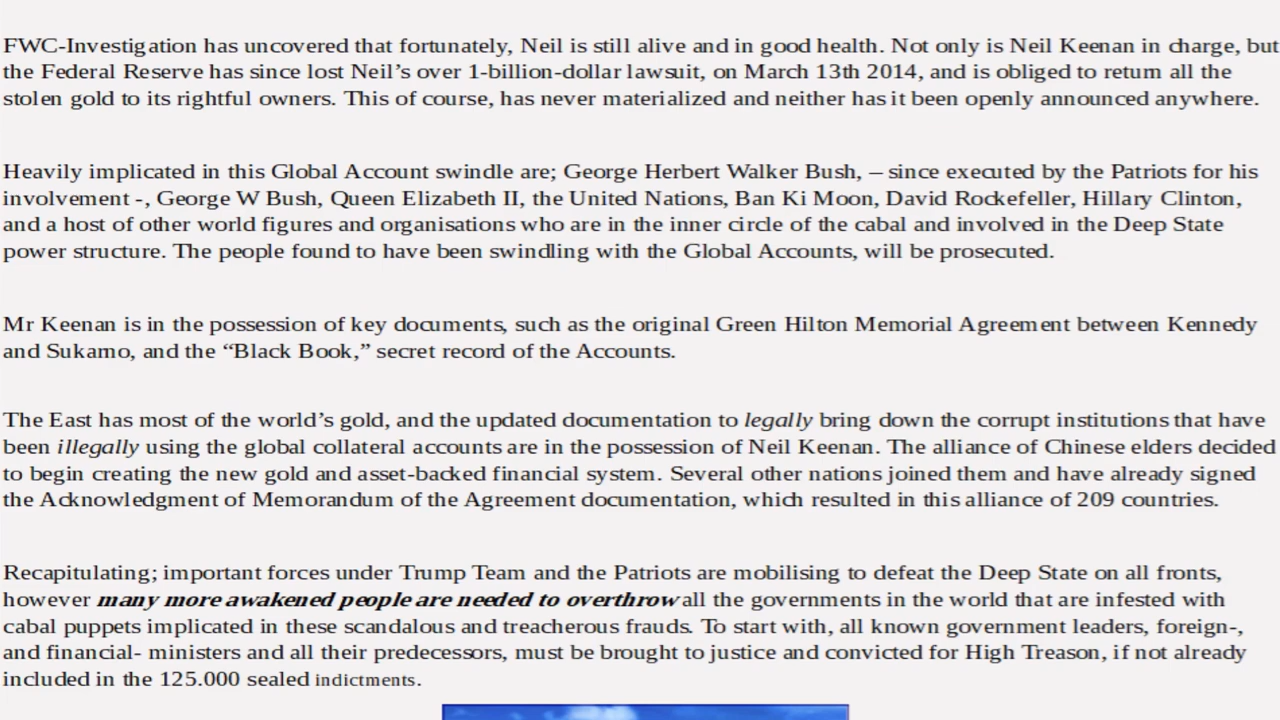 FWC-Investigation has uncovered that fortunately, Neil is still alive and in good health. Not only is Neil Keenan in charge, but
the Federal Reserve has since lost Neil’s over 1-billion-dollar lawsuit, on March 13th 2014, and is obliged to return all the
stolen gold to its rightful owners. This of course, has never materialized and neither has it been openly announced anywhere.
Heavily implicated in this Global Account swindle are; George Herbert Walker Bush, – since executed by the Patriots for his
involvement -, George W Bush, Queen Elizabeth II, the United Nations, Ban Ki Moon, David Rockefeller, Hillary Clinton,
and a host of other world figures and organisations who are in the inner circle of the cabal and involved in the Deep State
power structure. The people found to have been swindling with the Global Accounts, will be prosecuted.
Mr Keenan is in the possession of key documents, such as the original Green Hilton Memorial Agreement between Kennedy
and Sukarno, and the “Black Book,” secret record of the Accounts.
The East has most of the world’s gold, and the updated documentation to legally bring down the corrupt institutions that have
been illegally using the global collateral accounts are in the possession of Neil Keenan. The alliance of Chinese elders decided
to begin creating the new gold and asset-backed financial system. Several other nations joined them and have already signed
the Acknowledgment of Memorandum of the Agreement documentation, which resulted in this alliance of 209 countries.
Recapitulating; important forces under Trump Team and the Patriots are mobilising to defeat the Deep State on all fronts,
however many more awakened people are needed to overthrow all the governments in the world that are infested with
cabal puppets implicated in these scandalous and treacherous frauds. To start with, all known government leaders, foreign-,
and financial- ministers and all their predecessors, must be brought to justice and convicted for High Treason, if not already
included in the 125.000 sealed indictments.